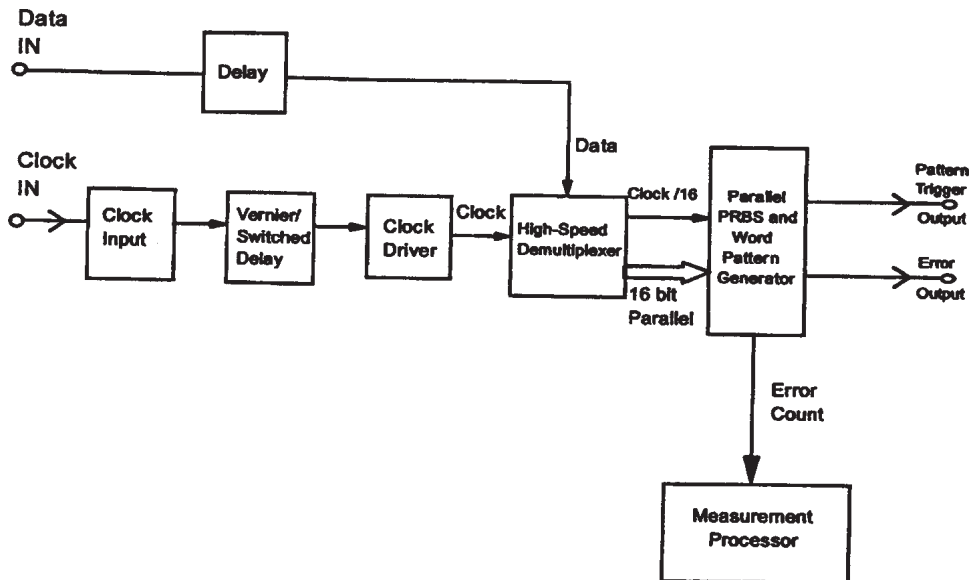 Data
IN
Delay
Data
Clock
IN
Clock
Input
Vernier/
Switched
Delay
Clock
Driver
Clock
High-Speed
Demultiplexer
Clock /16
16 bit
Parallel
Parallel
PRBS and
Word
Pattern
Generator
Pattern
Trigger
Output
Error
Output
Error
Count
Measurement
Processor